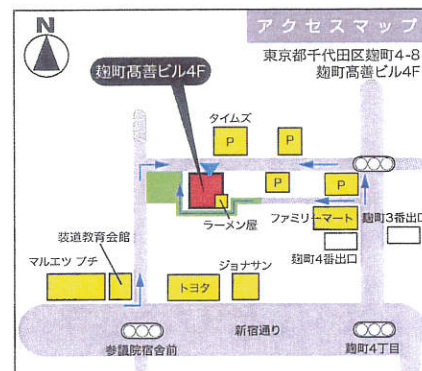 アクセスマップ
N
東京都千代田区麹町4-8
麹町髙善ビル4F
麹町髙善ビル4F
タイムズ
P
P
P
P
ラーメン屋
ファミリーマート
麹町3番出口
麹町4番出口
装道教育会館
マルエツ プチ
トヨタ
ジョナサン
新宿通り
参議院宿舎前
麹町4丁目